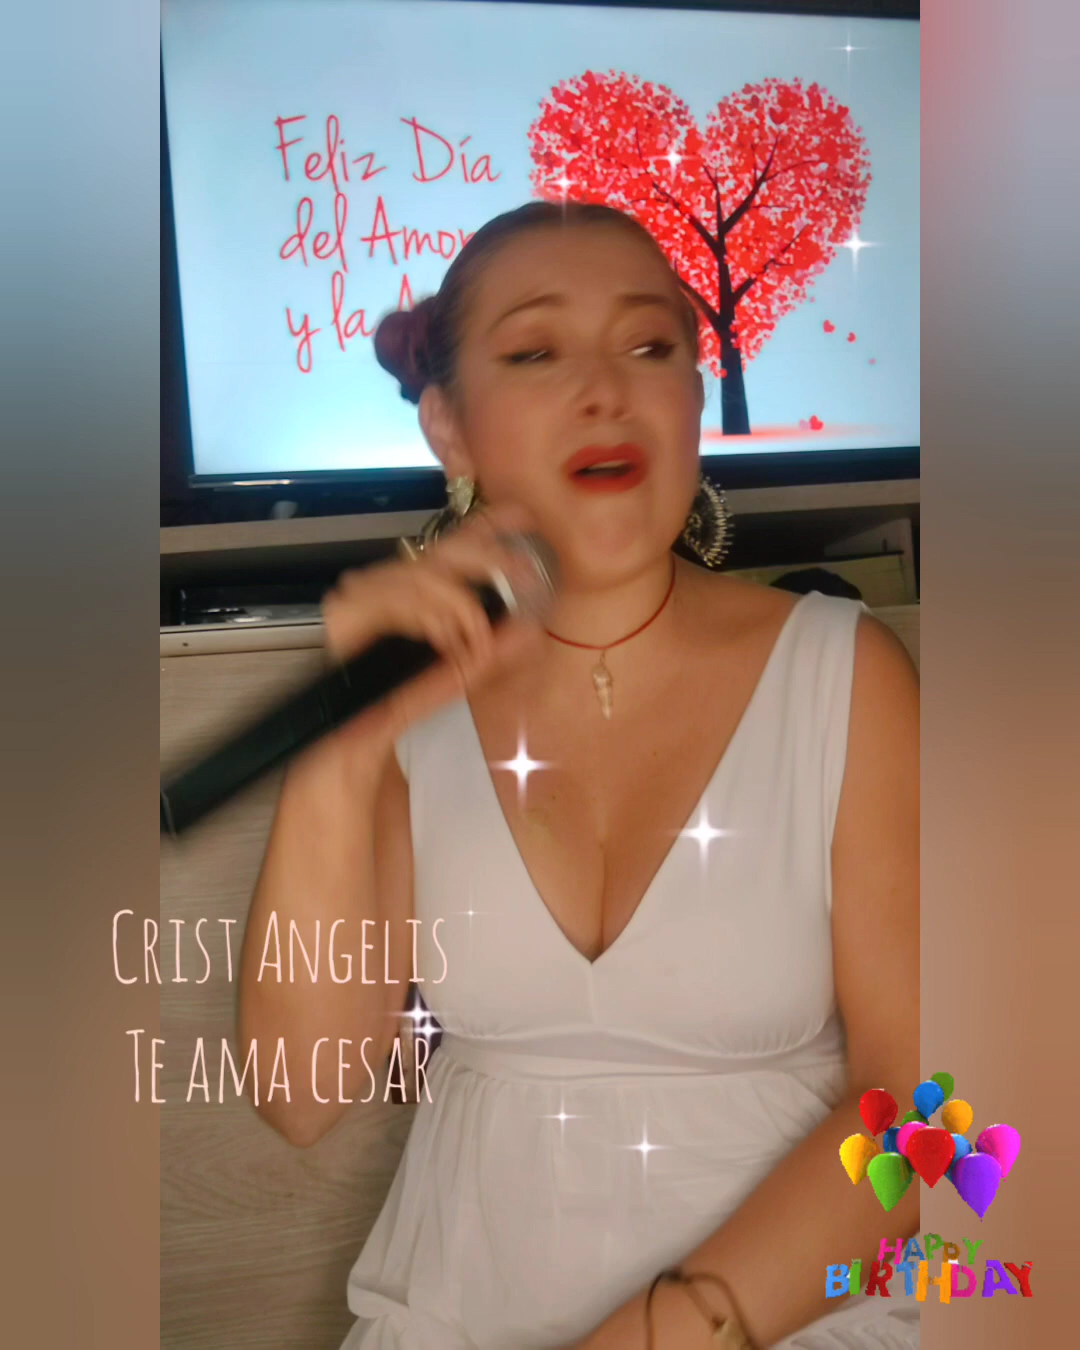 Feliz Día
del Amor
y la
Crist Angelis
Te ama cesar
HAPPY
BIRTHDAY